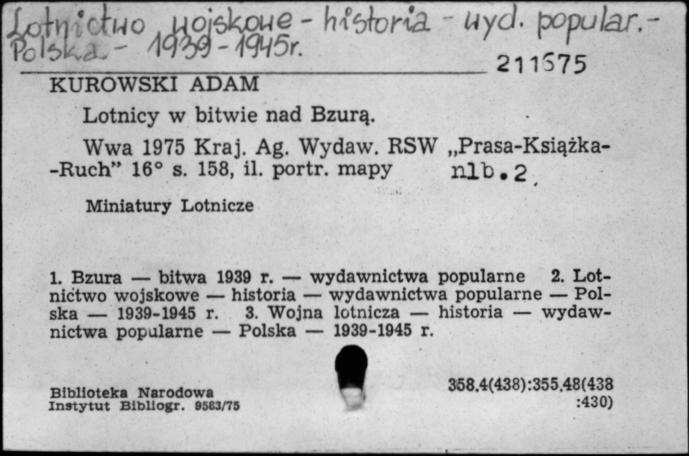 Lotnictwo wojskowe - historia - wyd. popular. -
Polska - 1939-1945r.
211575
KUROWSKI ADAM
Lotnicy w bitwie nad Bzurą.
Wwa 1975 Kraj. Ag. Wydaw. RSW „Prasa-Książka-
-Ruch” 16° s. 158, il. portr. mapy nlb.2
Miniatury Lotnicze
1. Bzura — bitwa 1939 r. — wydawnictwa popularne 2. Lot-
nictwo wojskowe — historia — wydawnictwa popularne — Pol-
ska — 1939-1945 r. 3. Wojna lotnicza — historia — wydaw-
nictwa popularne — Polska — 1939-1945 r.
Biblioteka Narodowa
Instytut Bibliogr. 9563/75
358.4(438):355.48(438
:430)